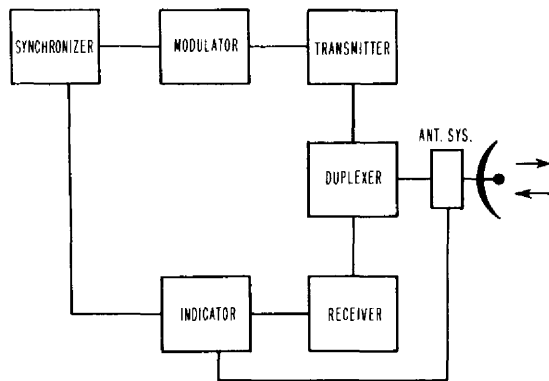 SYNCHRONIZER
MODULATOR
TRANSMITTER
ANT. SYS.
DUPLEXER
INDICATOR
RECEIVER